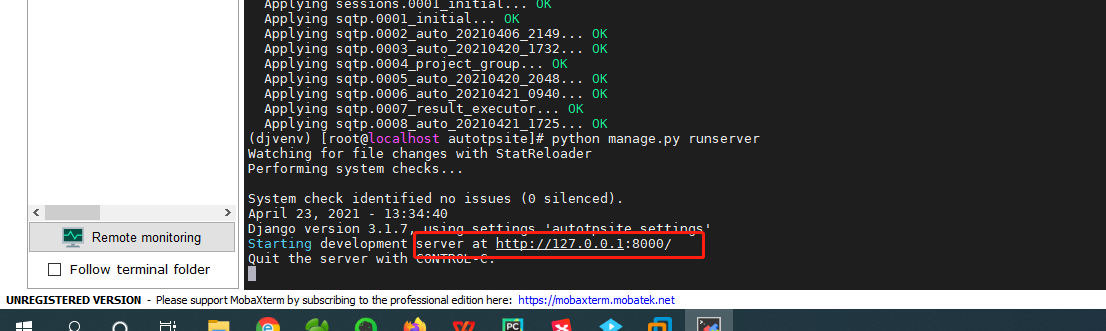 Applying sessions.0001_initial... OK
Applying sqtp.0001_initial... OK
Applying sqtp.0002_auto_20210406_2149... OK
Applying sqtp.0003_auto_20210420_1732... OK
Applying sqtp.0004_project_group... OK
Applying sqtp.0005_auto_20210420_2048... OK
Applying sqtp.0006_auto_20210421_0940... OK
Applying sqtp.0007_result_executor... OK
Applying sqtp.0008_auto_20210421_1725... OK
(djvenv) [root@localhost autotpsite]# python manage.py runserver
Watching for file changes with StatReloader
Performing system checks...
System check identified no issues (0 silenced).
April 23, 2021 - 13:34:40
Django version 3.1.7, using settings 'autotpsite.settings'
Starting development server at http://127.0.0.1:8000/
Quit the server with CONTROL-C.
Remote monitoring
Follow terminal folder
UNREGISTERED VERSION - Please support MobaXterm by subscribing to the professional edition here: https://mobaxterm.mobatek.net